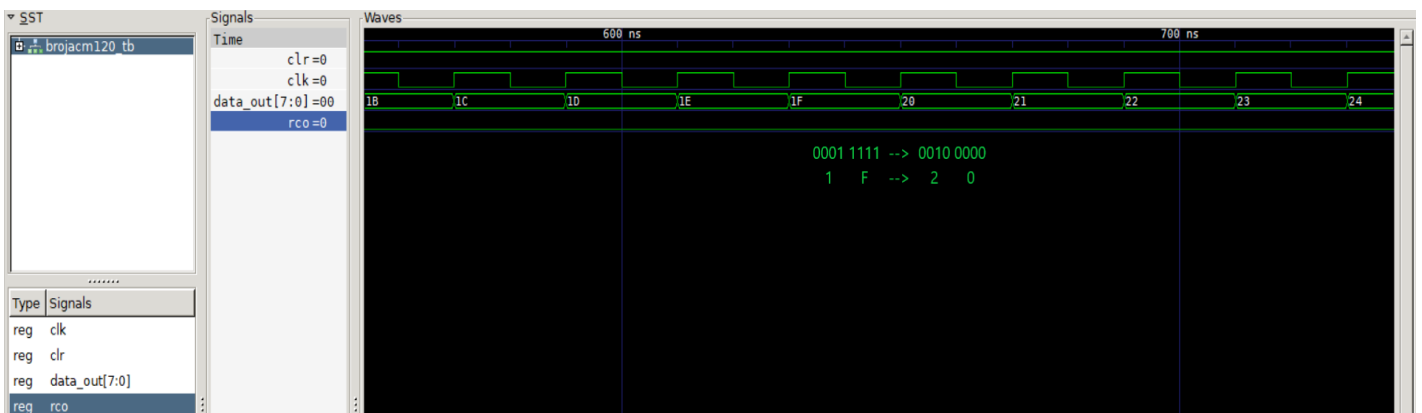 SST
brojacm120_tb
Type Signals
reg clk
reg clr
reg data_out[7:0]
reg rco
Signals
Time
clr=0
clk=0
data_out[7:0]=00
rco=0
Waves
600 ns 700 ns
1B 1C 1D 1E 1F 20 21 22 23 24
0001 1111 --> 0010 0000
1 F --> 2 0